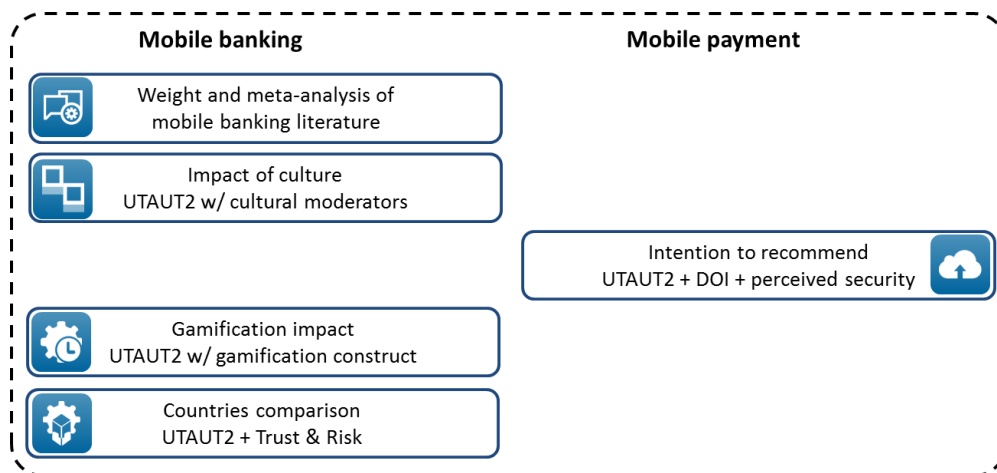 Mobile banking
Mobile payment
Weight and meta-analysis of
mobile banking literature
Impact of culture
UTAUT2 w/ cultural moderators
Intention to recommend
UTAUT2 + DOI + perceived security
Gamification impact
UTAUT2 w/ gamification construct
Countries comparison
UTAUT2 + Trust & Risk